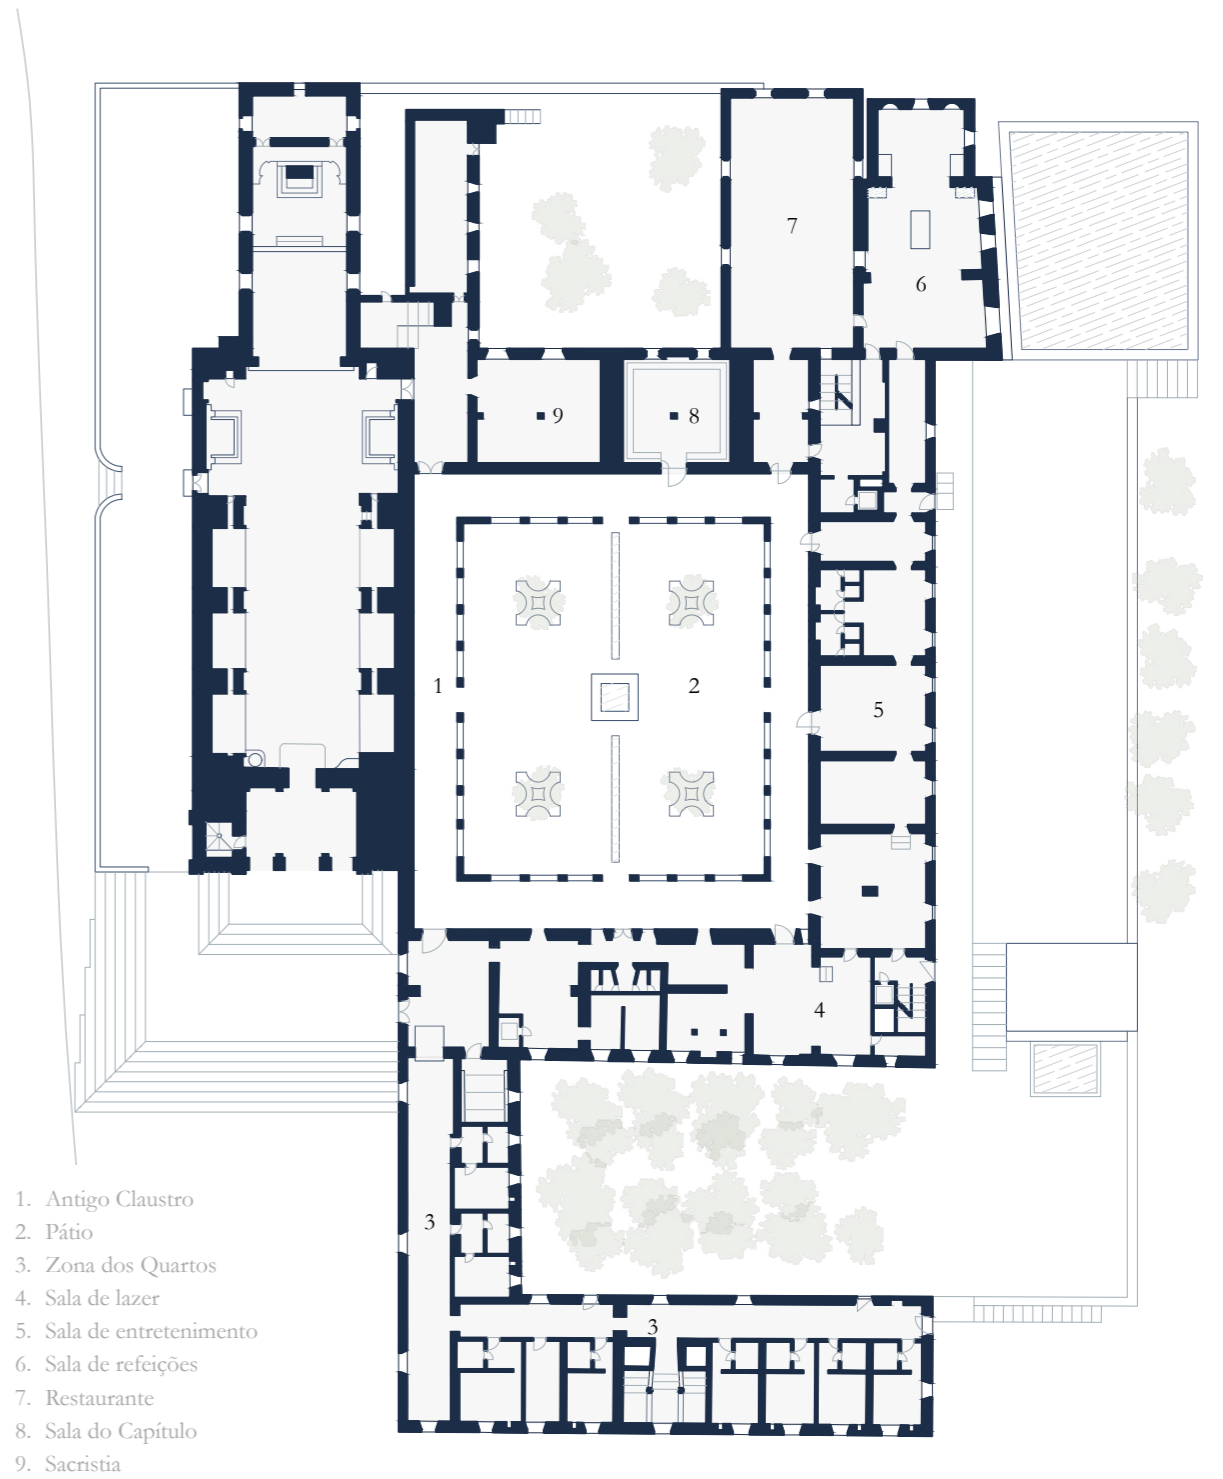 7
6
9
8
1
2
5
4
3
3
1. Antigo Claustro
2. Pátio
3. Zona dos Quartos
4. Sala de lazer
5. Sala de entretenimento
6. Sala de refeições
7. Restaurante
8. Sala do Capítulo
9. Sacristia